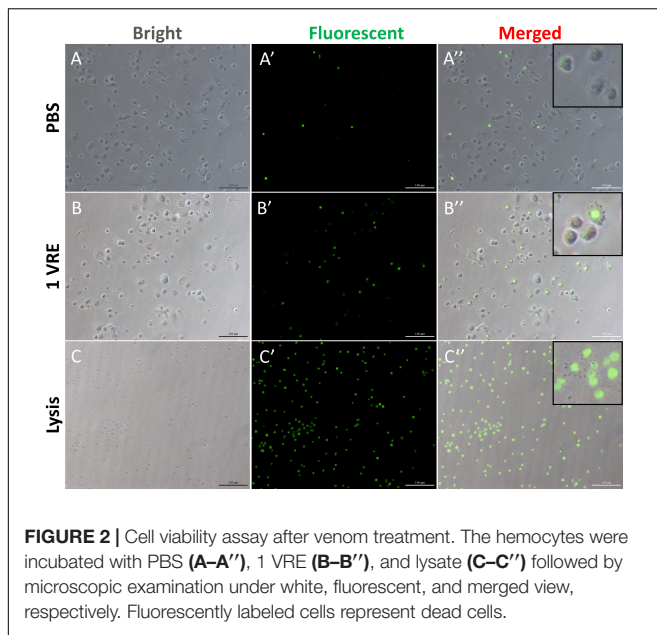 Bright Fluorescent Merged
PBS
A A′ A′′
1 VRE
B B′ B′′
Lysis
C C′ C′′
FIGURE 2 | Cell viability assay after venom treatment. The hemocytes were
incubated with PBS (A–A′′), 1 VRE (B–B′′), and lysate (C–C′′) followed by
microscopic examination under white, fluorescent, and merged view,
respectively. Fluorescently labeled cells represent dead cells.